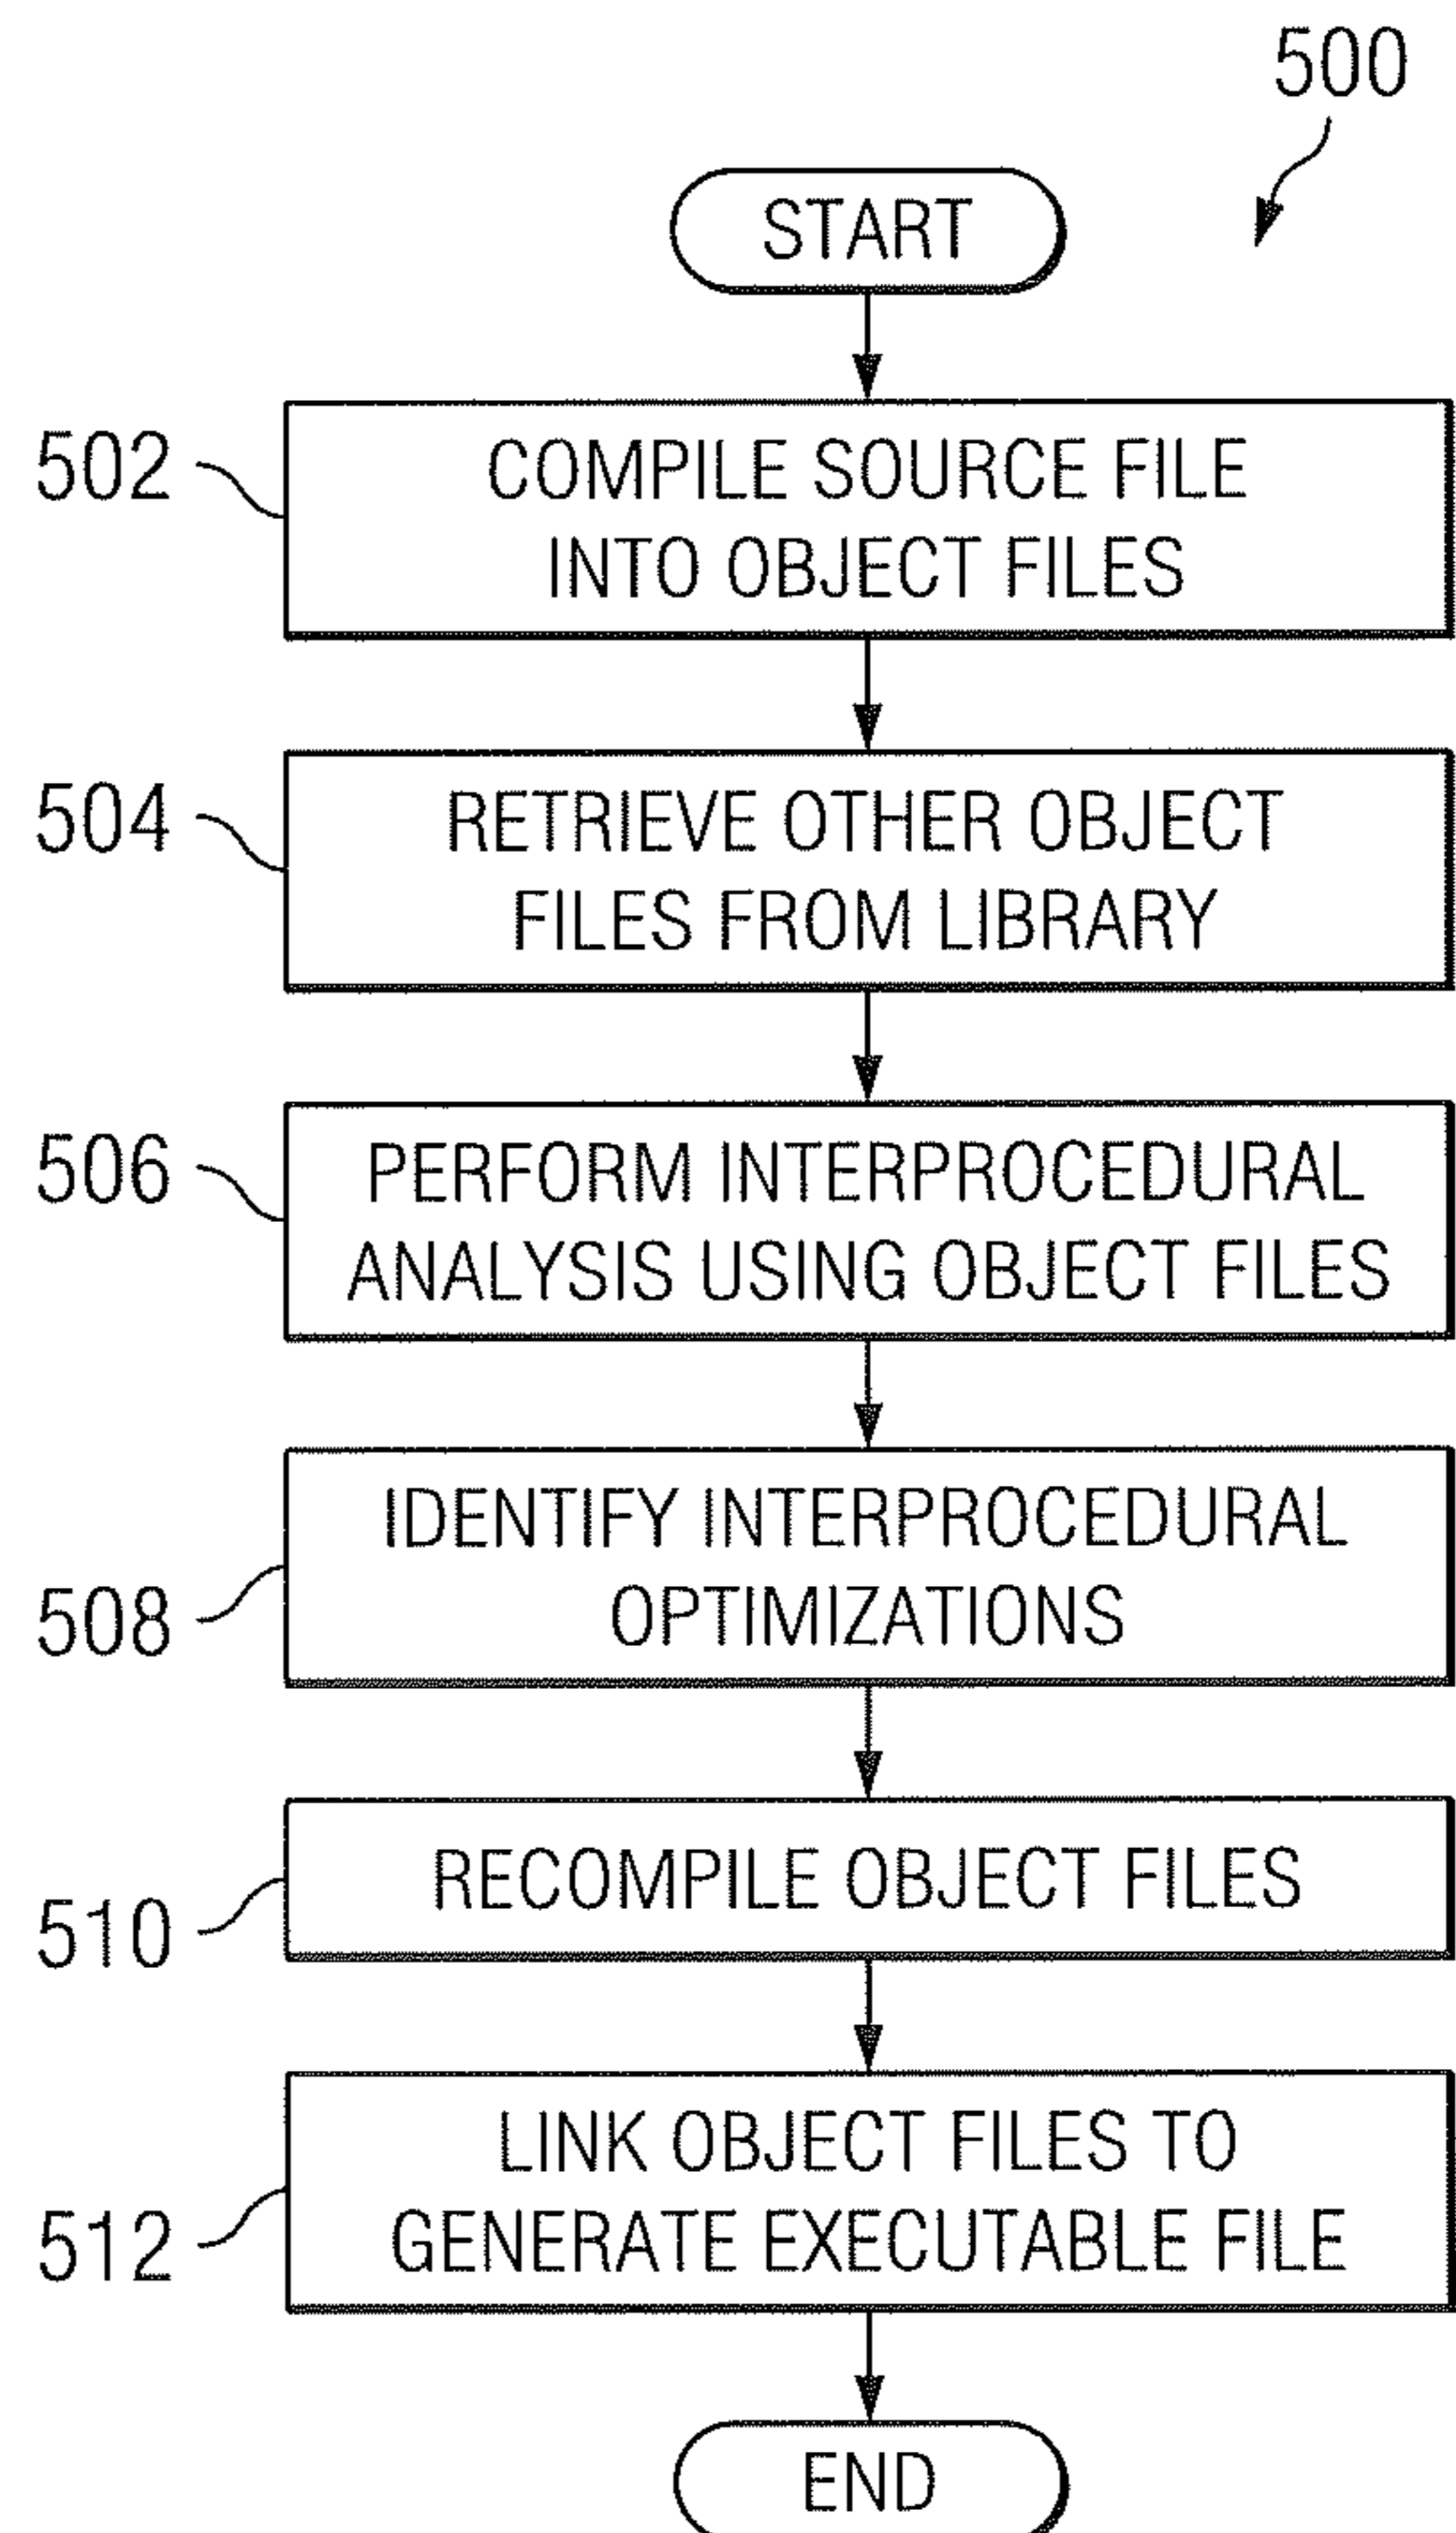 500
START
502
COMPILE SOURCE FILE
INTO OBJECT FILES
504
RETRIEVE OTHER OBJECT
FILES FROM LIBRARY
506
PERFORM INTERPROCEDURAL
ANALYSIS USING OBJECT FILES
508
IDENTIFY INTERPROCEDURAL
OPTIMIZATIONS
510
RECOMPILE OBJECT FILES
512
LINK OBJECT FILES TO
GENERATE EXECUTABLE FILE
END